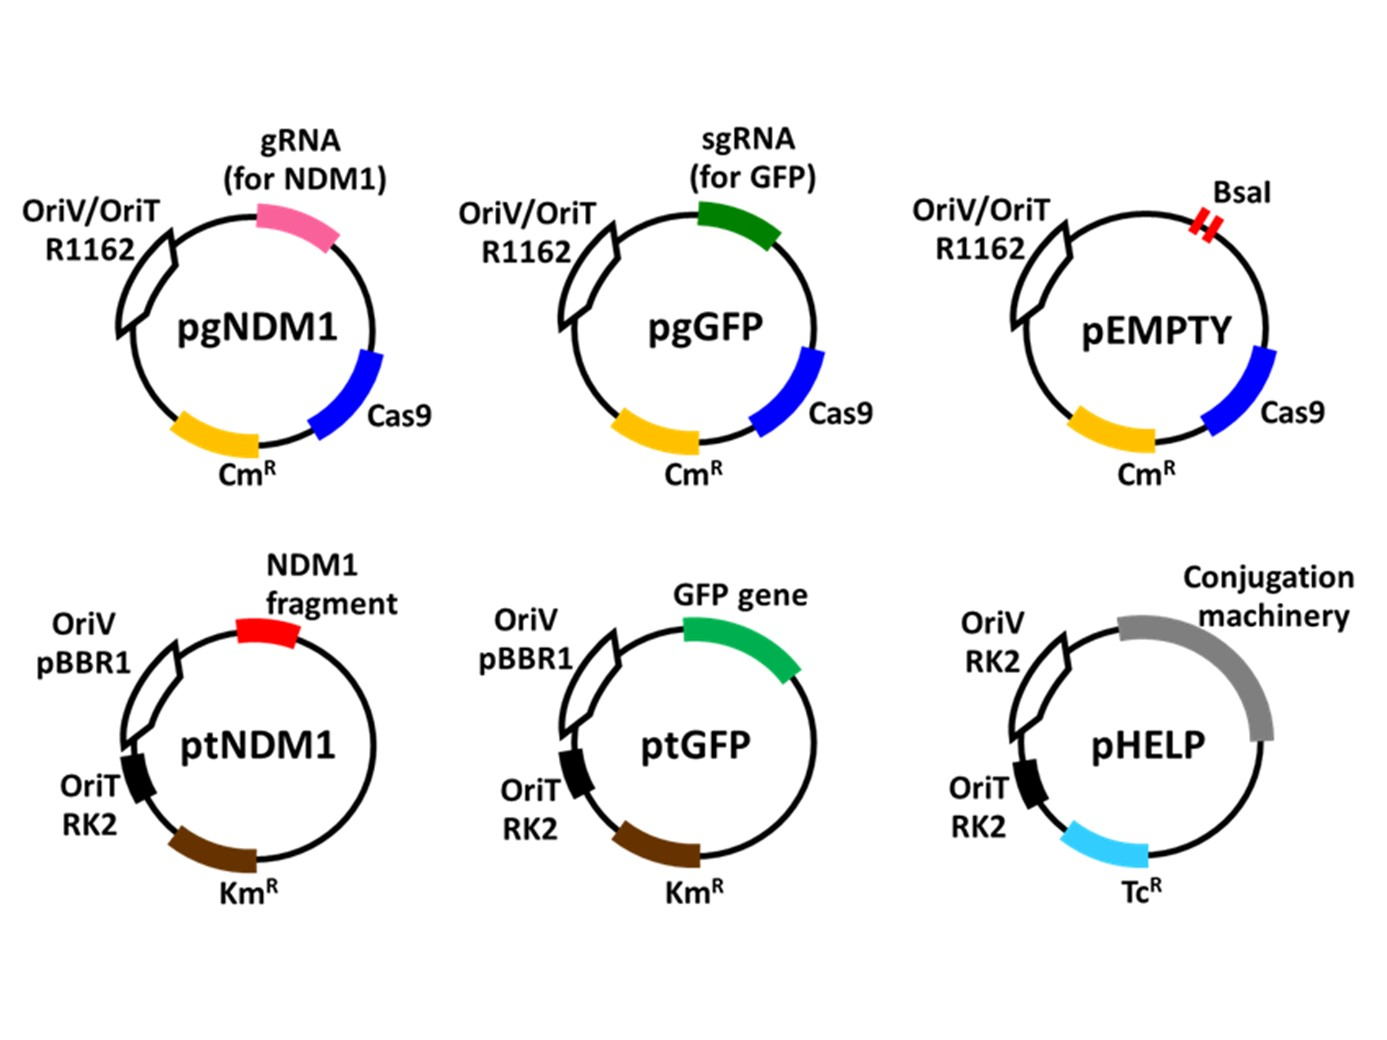 gRNA
(for NDM1)
OriV/OriT
R1162
pgNDM1
Cas9
Cmᴿ
sgRNA
(for GFP)
OriV/OriT
R1162
pgGFP
Cas9
Cmᴿ
BsaI
OriV/OriT
R1162
pEMPTY
Cas9
Cmᴿ
NDM1
fragment
OriV
pBBR1
ptNDM1
OriT
RK2
Kmᴿ
GFP gene
OriV
pBBR1
ptGFP
OriT
RK2
Kmᴿ
Conjugation
machinery
OriV
RK2
pHELP
OriT
RK2
Tcᴿ